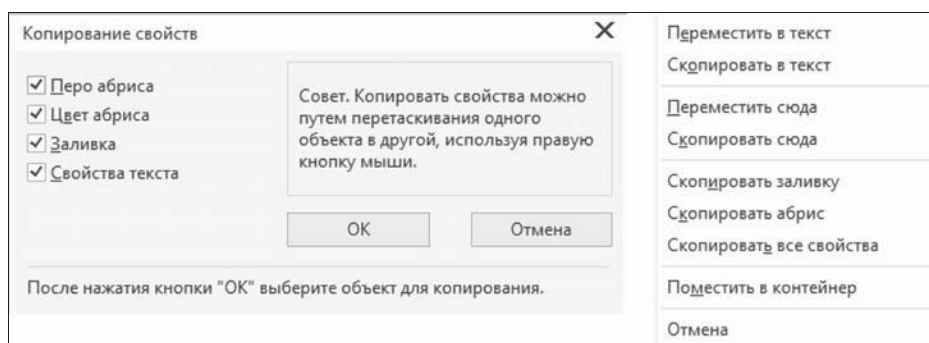 Копирование свойств
Перо абриса
Цвет абриса
Заливка
Свойства текста
Совет. Копировать свойства можно
путем перетаскивания одного
объекта в другой, используя правую
кнопку мыши.
ОК
Отмена
После нажатия кнопки "ОК" выберите объект для копирования.
Переместить в текст
Скопировать в текст
Переместить сюда
Скопировать сюда
Скопировать заливку
Скопировать абрис
Скопировать все свойства
Поместить в контейнер
Отмена